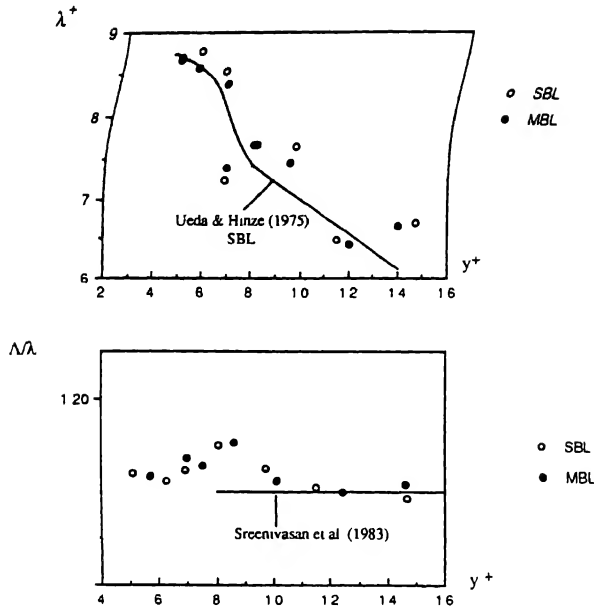 λ+
9
8
7
6
SBL
MBL
Ueda & Hinze (1975)
SBL
y+
2 4 6 8 10 12 14 16
Λ/λ
1 20
SBL
MBL
Sreenivasan et al (1983)
y+
4 6 8 10 12 14 16